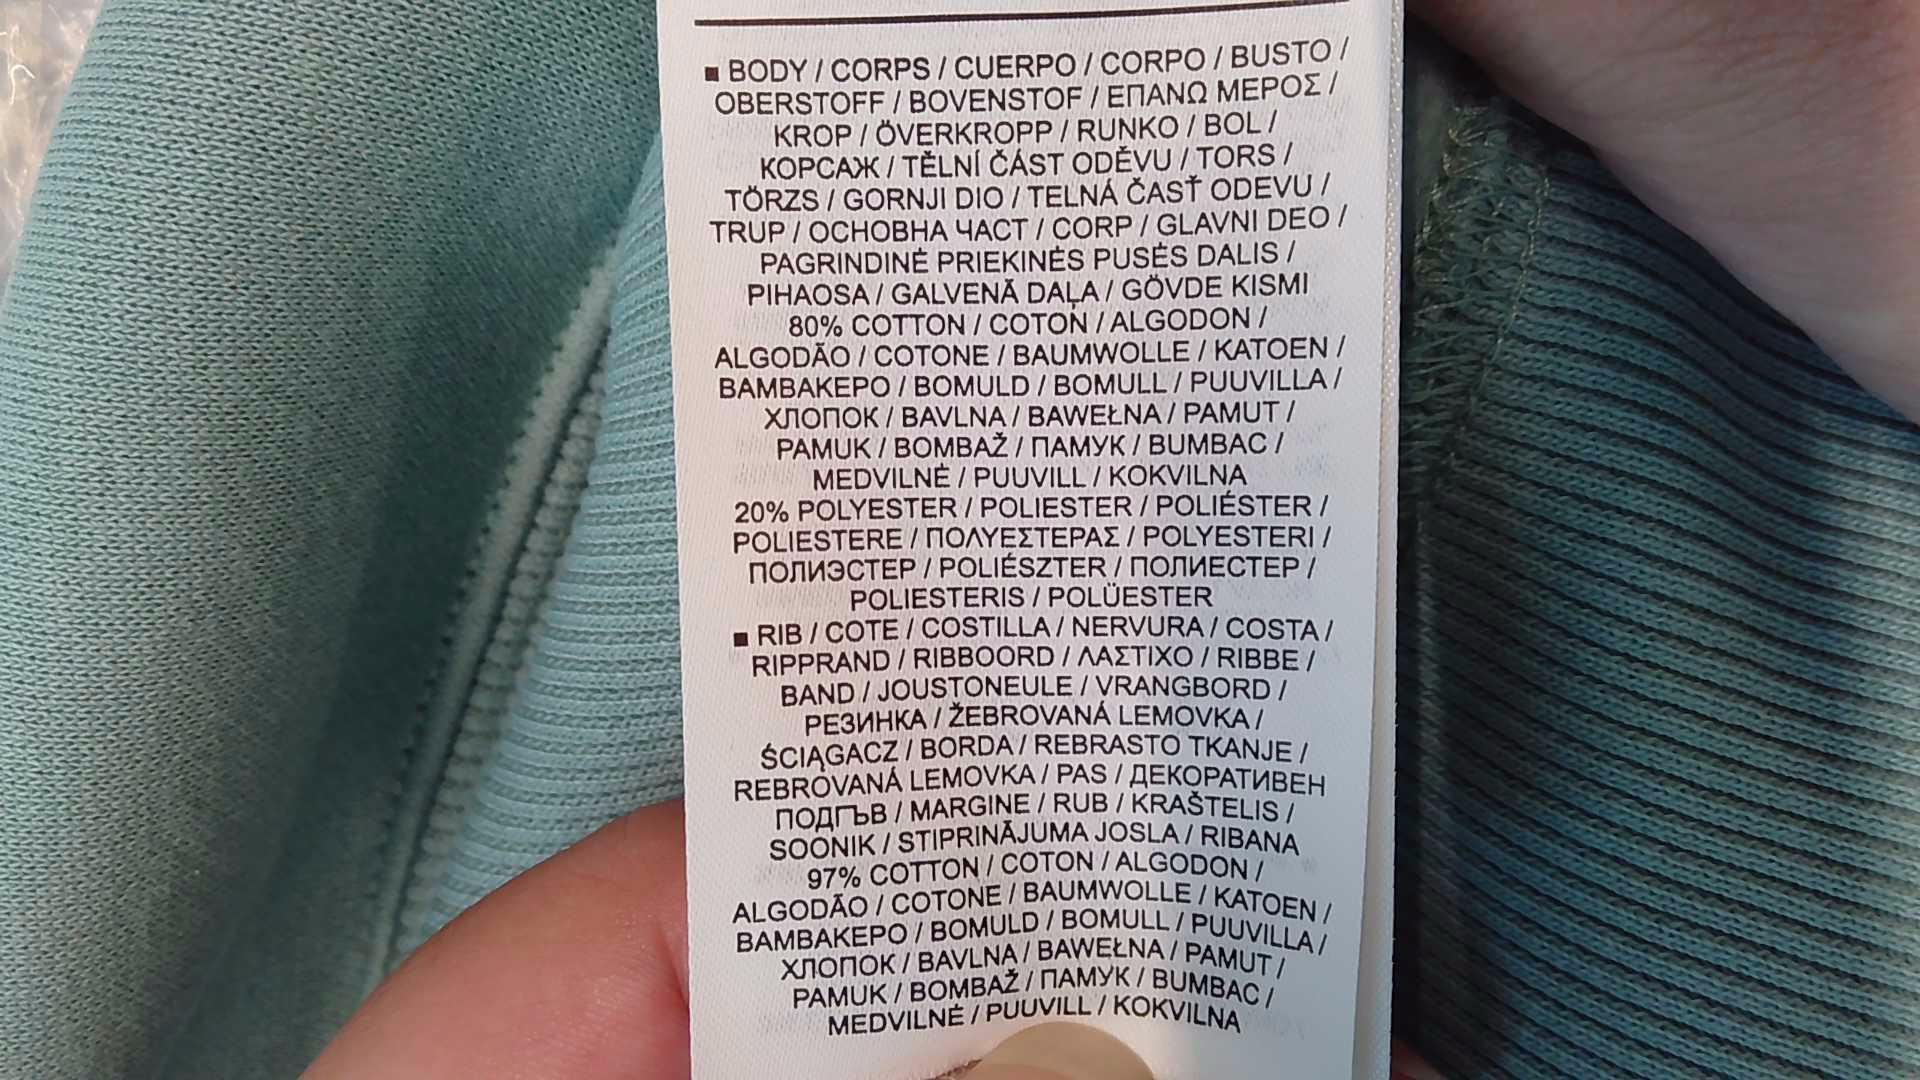 ▪ BODY / CORPS / CUERPO / CORPO / BUSTO /
OBERSTOFF / BOVENSTOF / ΕΠΑΝΩ ΜΕΡΟΣ /
KROP / ÖVERKROPP / RUNKO / BOL /
КОРСАЖ / TĚLNÍ ČÁST ODĚVU / TORS /
TÖRZS / GORNJI DIO / TELNÁ ČASŤ ODEVU /
TRUP / ОСНОВНА ЧАСТ / CORP / GLAVNI DEO /
PAGRINDINĖ PRIEKINĖS PUSĖS DALIS /
PIHAOSA / GALVENĀ DAĻA / GÖVDE KISMI
80% COTTON / COTON / ALGODON /
ALGODÃO / COTONE / BAUMWOLLE / KATOEN /
ΒΑΜΒΑΚΕΡΟ / BOMULD / BOMULL / PUUVILLA /
ХЛОПОК / BAVLNA / BAWEŁNA / PAMUT /
PAMUK / BOMBAŽ / ПАМУК / BUMBAC /
MEDVILNĖ / PUUVILL / KOKVILNA
20% POLYESTER / POLIESTER / POLIÉSTER /
POLIESTERE / ΠΟΛΥΕΣΤΕΡΑΣ / POLYESTERI /
ПОЛИЭСТЕР / POLIÉSZTER / ПОЛИЕСТЕР /
POLIESTERIS / POLÜESTER
▪ RIB / COTE / COSTILLA / NERVURA / COSTA /
RIPPRAND / RIBBOORD / ΛΑΣΤΙΧΟ / RIBBE /
BAND / JOUSTONEULE / VRANGBORD /
РЕЗИНКА / ŽEBROVANÁ LEMOVKA /
ŚCIĄGACZ / BORDA / REBRASTO TKANJE /
REBROVANÁ LEMOVKA / PAS / ДЕКОРАТИВЕН
ПОДГЪВ / MARGINE / RUB / KRAŠTELIS /
SOONIK / STIPRINĀJUMA JOSLA / RIBANA
97% COTTON / COTON / ALGODON /
ALGODÃO / COTONE / BAUMWOLLE / KATOEN /
ΒΑΜΒΑΚΕΡΟ / BOMULD / BOMULL / PUUVILLA /
ХЛОПОК / BAVLNA / BAWEŁNA / PAMUT /
PAMUK / BOMBAŽ / ПАМУК / BUMBAC /
MEDVILNĖ / PUUVILL / KOKVILNA